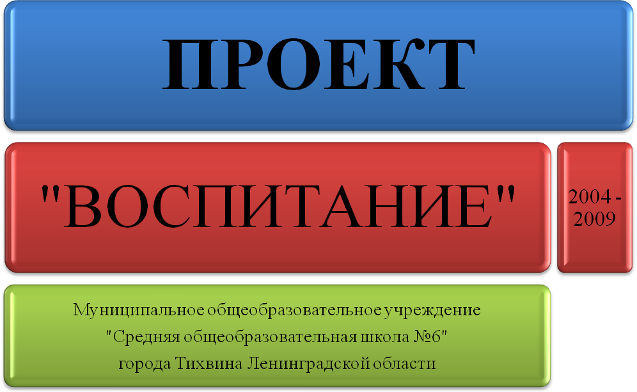 ПРОЕКТ
"ВОСПИТАНИЕ"
2004 -
2009
Муниципальное общеобразовательное учреждение
"Средняя общеобразовательная школа №6"
города Тихвина Ленинградской области